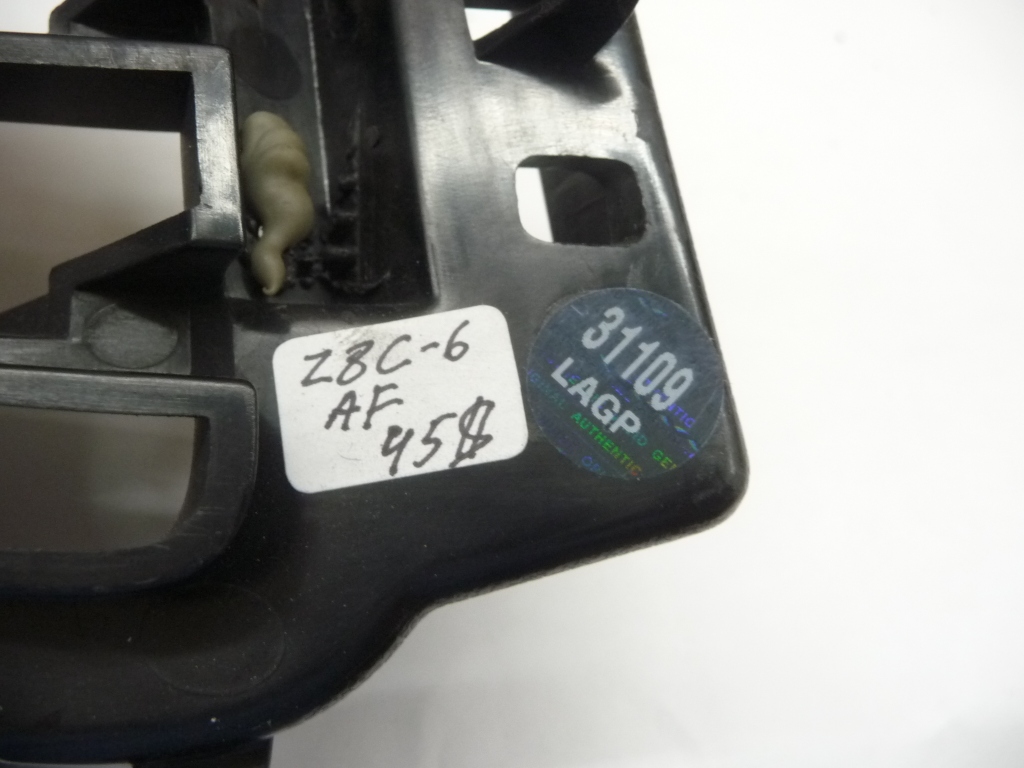 Z8C-6
AF
45$
31109
LAGP
AUTHENTIC